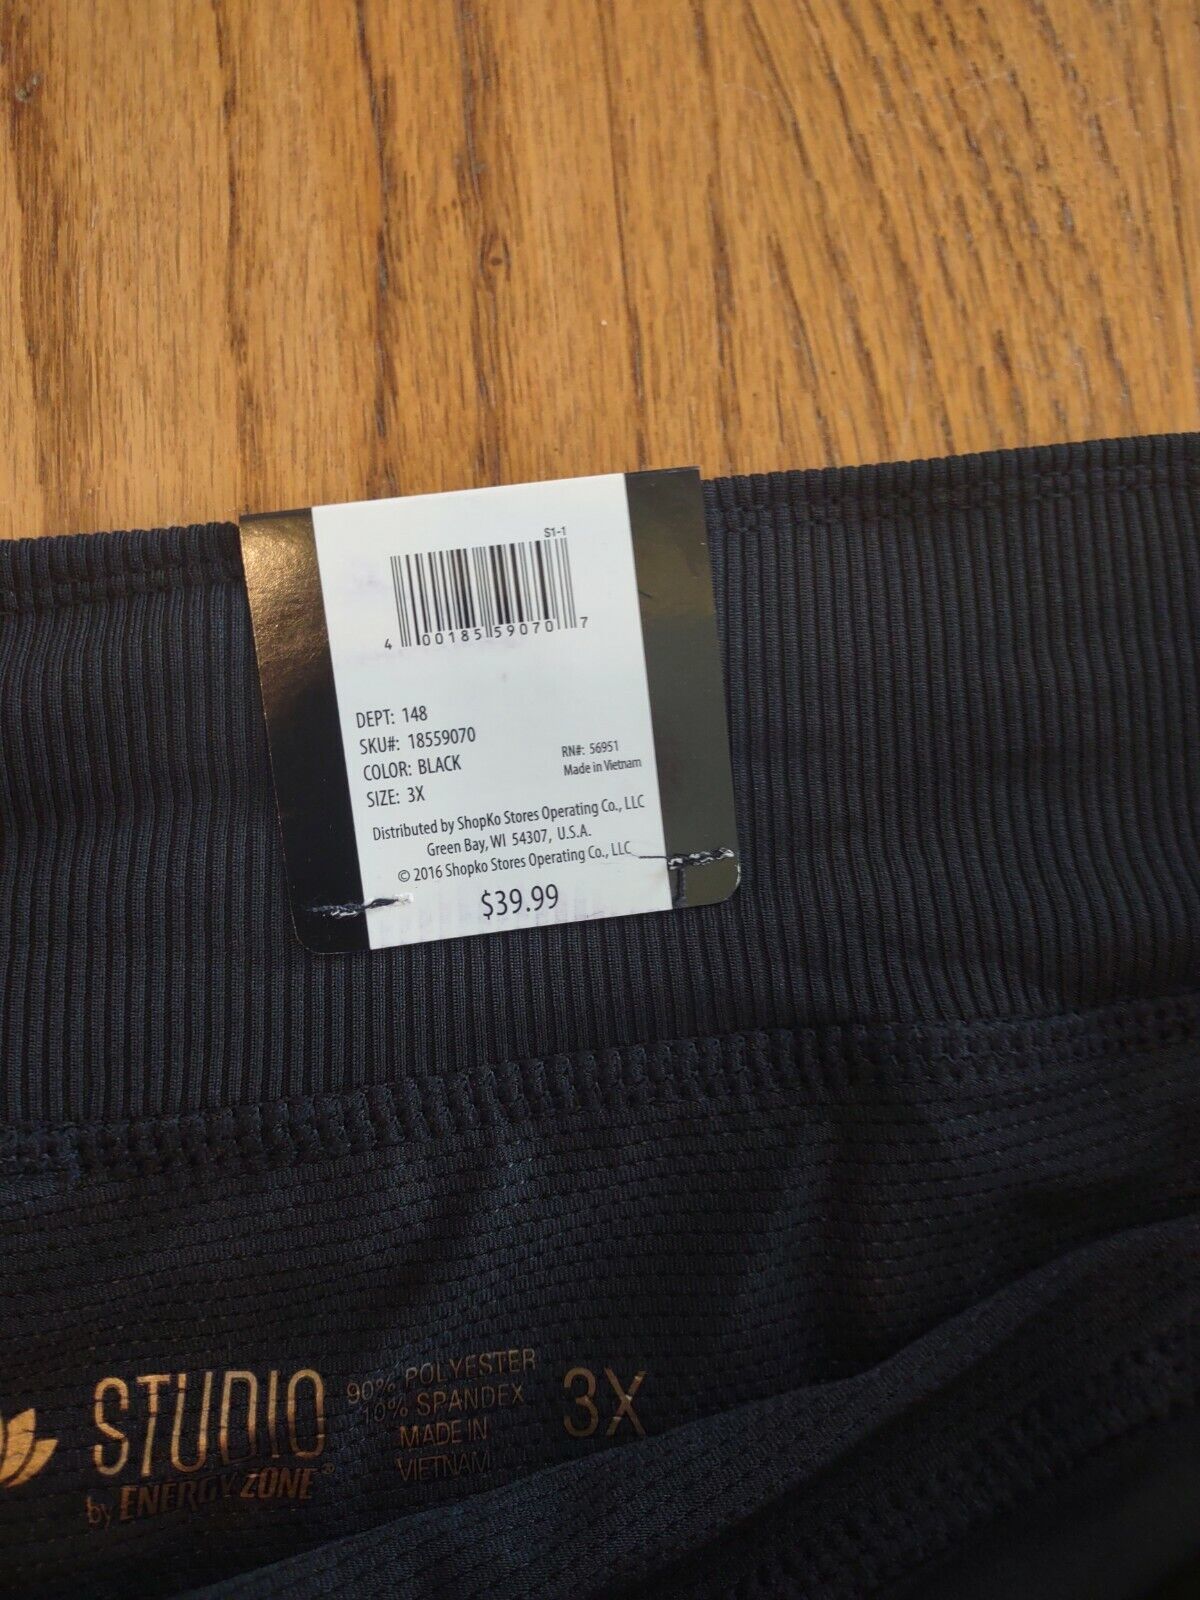 S1-1
4 00185 59070 7
DEPT: 148
SKU#: 18559070
COLOR: BLACK
SIZE: 3X
RN#: 56951
Made in Vietnam
Distributed by ShopKo Stores Operating Co., LLC
Green Bay, WI 54307, U.S.A.
© 2016 Shopko Stores Operating Co., LLC
$39.99
STUDIO
by ENERGY ZONE®
90% POLYESTER
10% SPANDEX
MADE IN
VIETNAM
3X